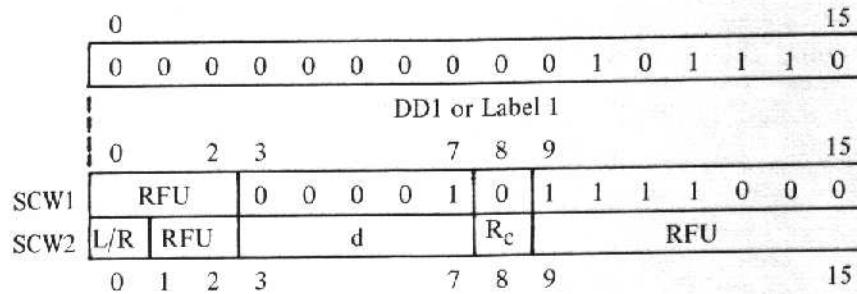 0 15
0 0 0 0 0 0 0 0 0 0 1 0 1 1 1 0
DD1 or Label 1
0 2 3 7 8 9 15
SCW1 RFU 0 0 0 0 1 0 1 1 1 1 0 0 0
SCW2 L/R RFU d Rc RFU
0 1 2 3 7 8 9 15